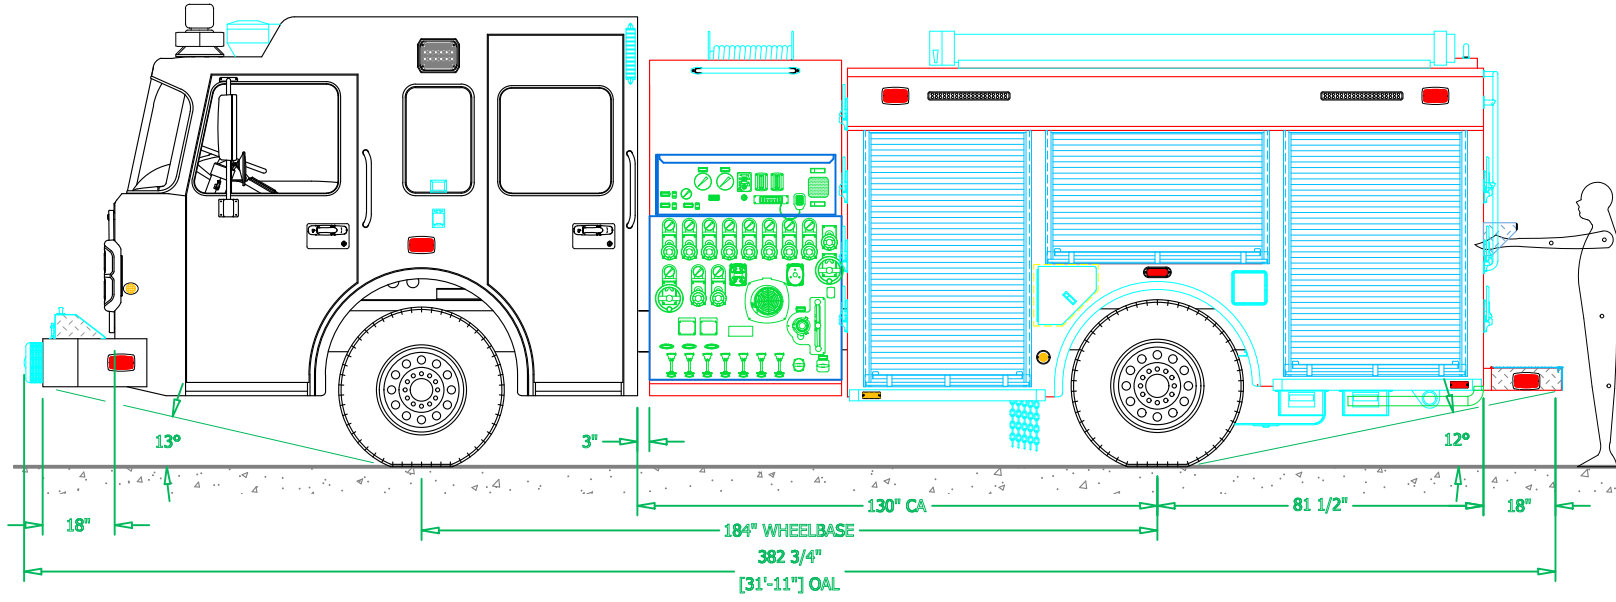 13°
3"
12°
18"
130" CA
81 1/2"
18"
184" WHEELBASE
382 3/4"
[31'-11"] OAL